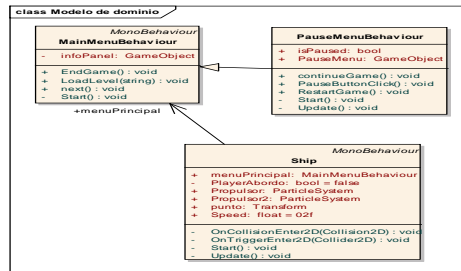 class Modelo de dominio
MonoBehaviour
MainMenuBehaviour
- infoPanel: GameObject
+ EndGame() : void
+ LoadLevel(string) : void
+ next() : void
- Start() : void
+menuPrincipal
PauseMenuBehaviour
+ isPaused: bool
+ PauseMenu: GameObject
+ continueGame() : void
+ PauseButtonClick() : void
+ RestartGame() : void
- Start() : void
- Update() : void
MonoBehaviour
Ship
+ menuPrincipal: MainMenuBehaviour
- PlayerAbordo: bool = false
+ Propulsor: ParticleSystem
+ Propulsor2: ParticleSystem
+ punto: Transform
+ Speed: float = 02f
- OnCollisionEnter2D(Collision2D) : void
- OnTriggerEnter2D(Collider2D) : void
- Start() : void
- Update() : void